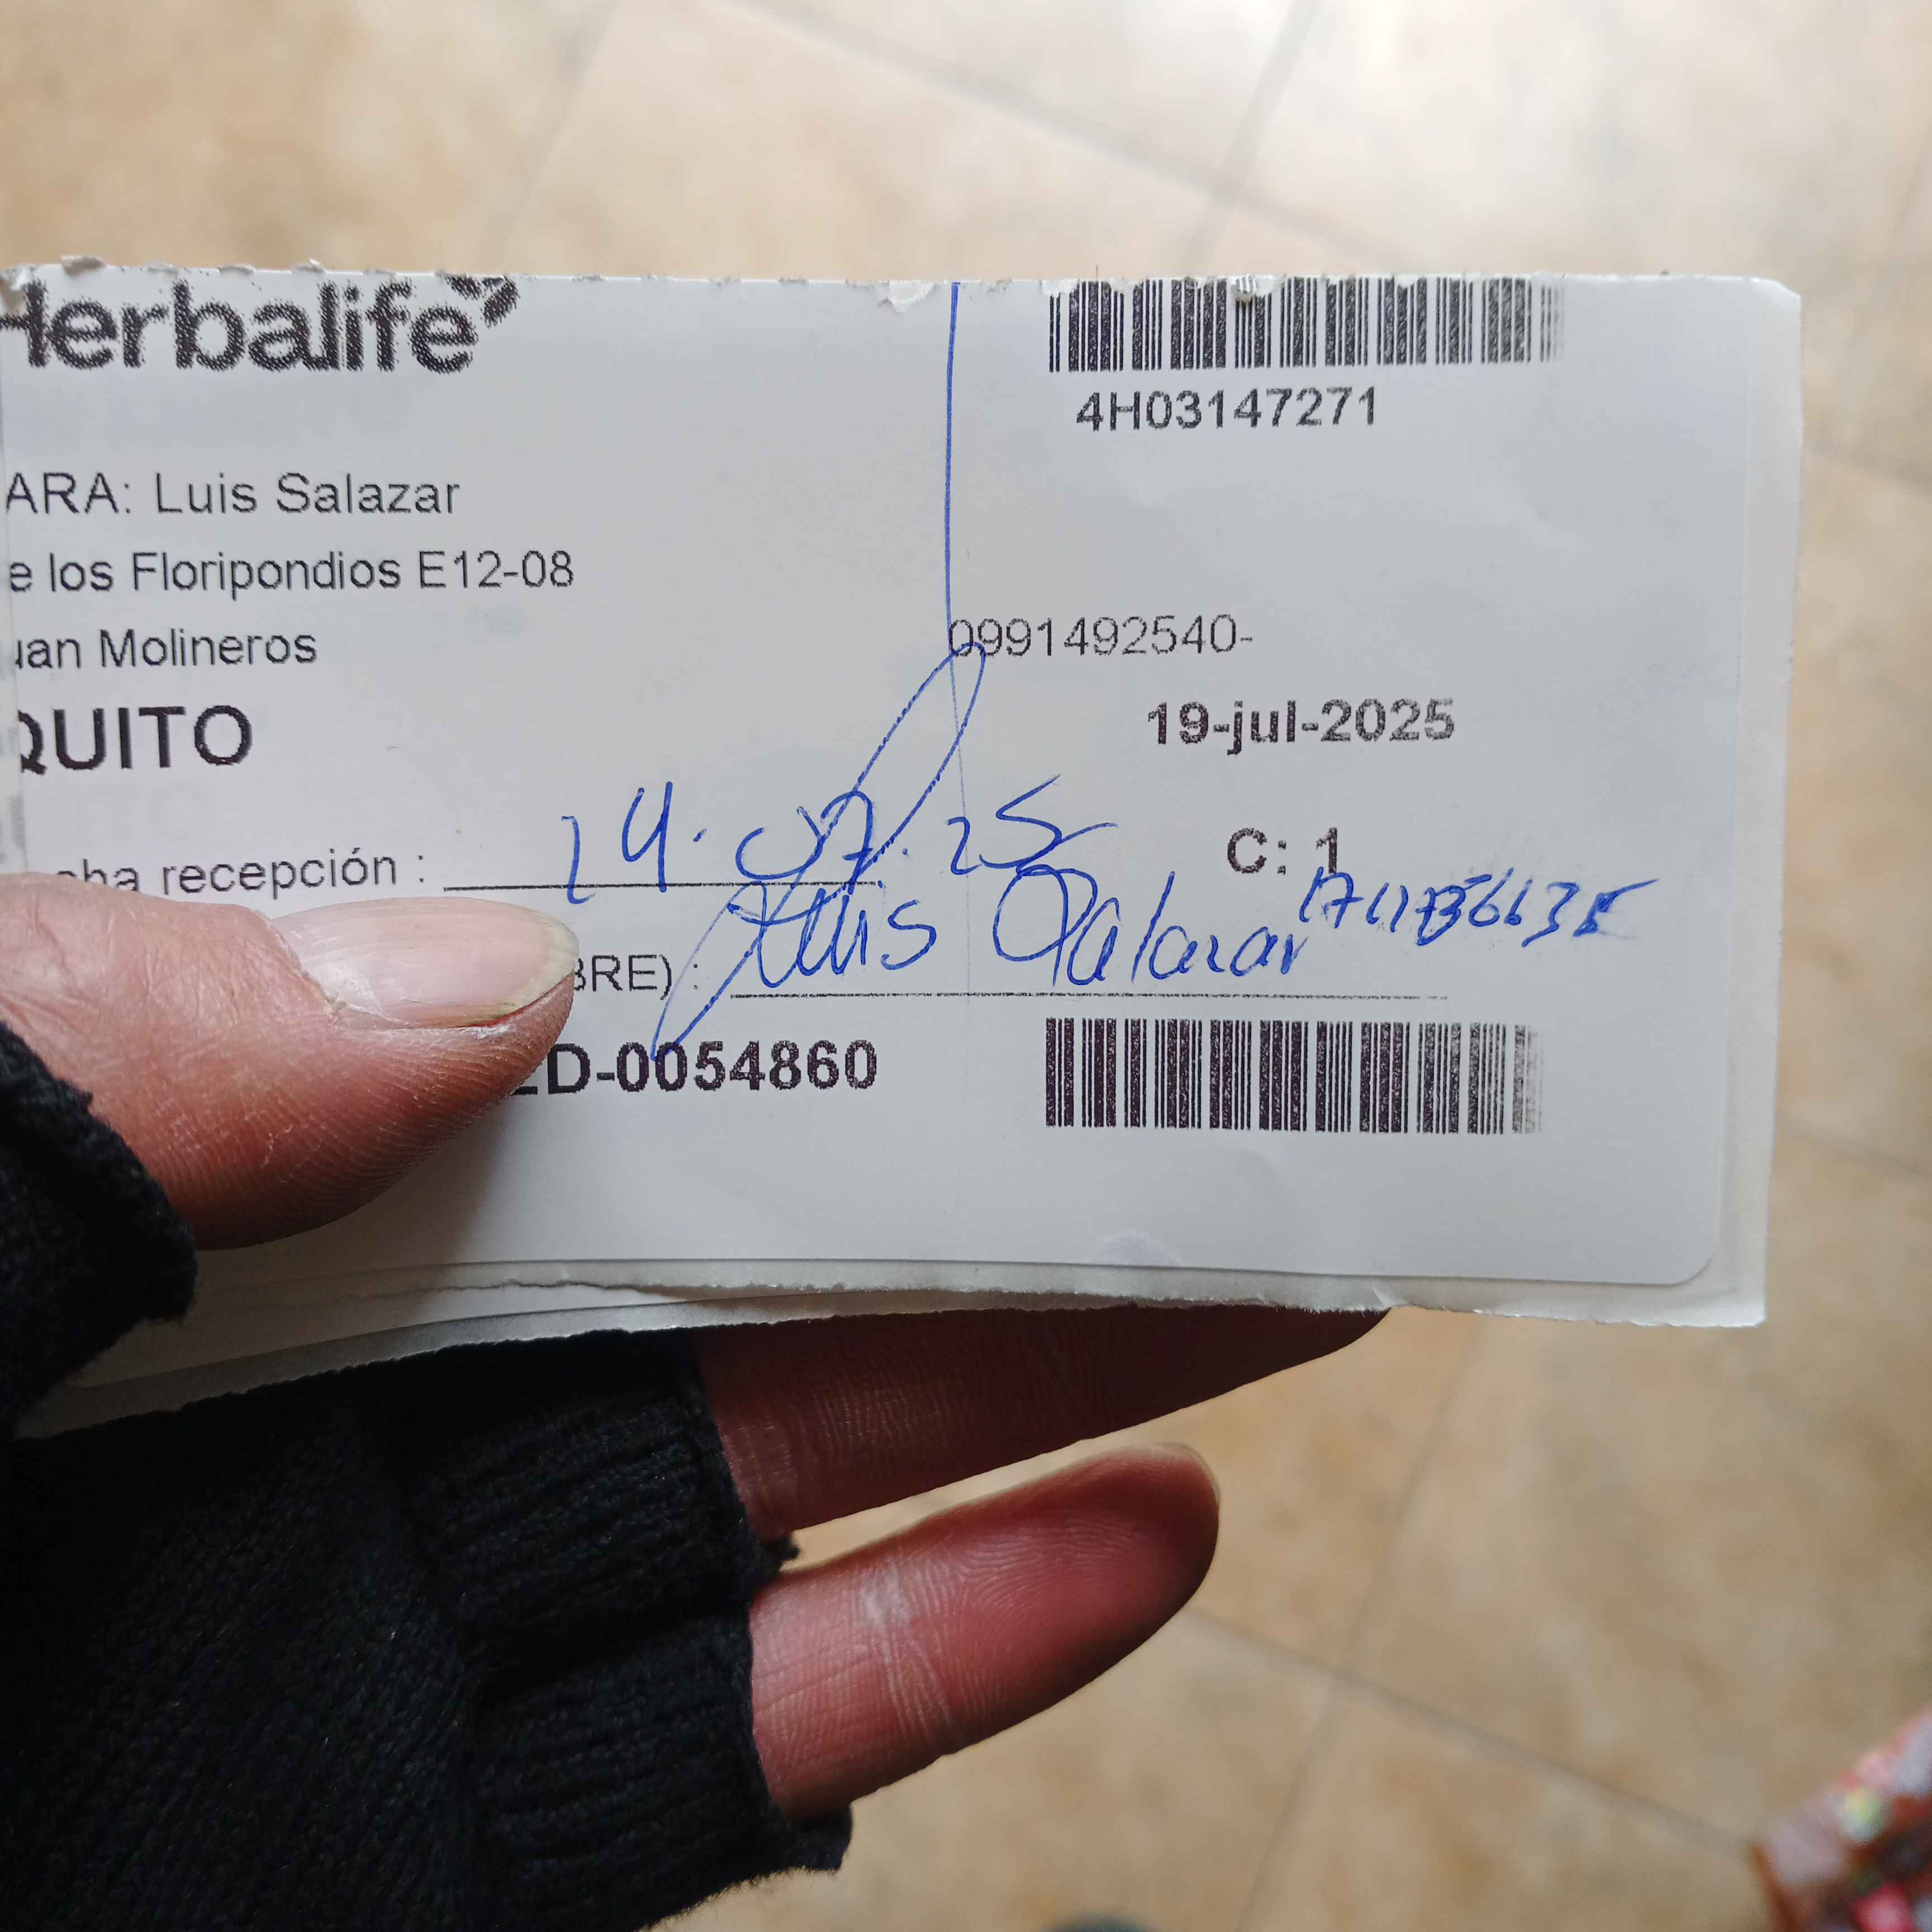 Herbalife
4H03147271
ARA: Luis Salazar
e los Floripondios E12-08
uan Molineros
0991492540-
QUITO
19-jul-2025
cha recepción : 24.07.25
C: 1
BRE) : Luis Salazar
ED-0054860